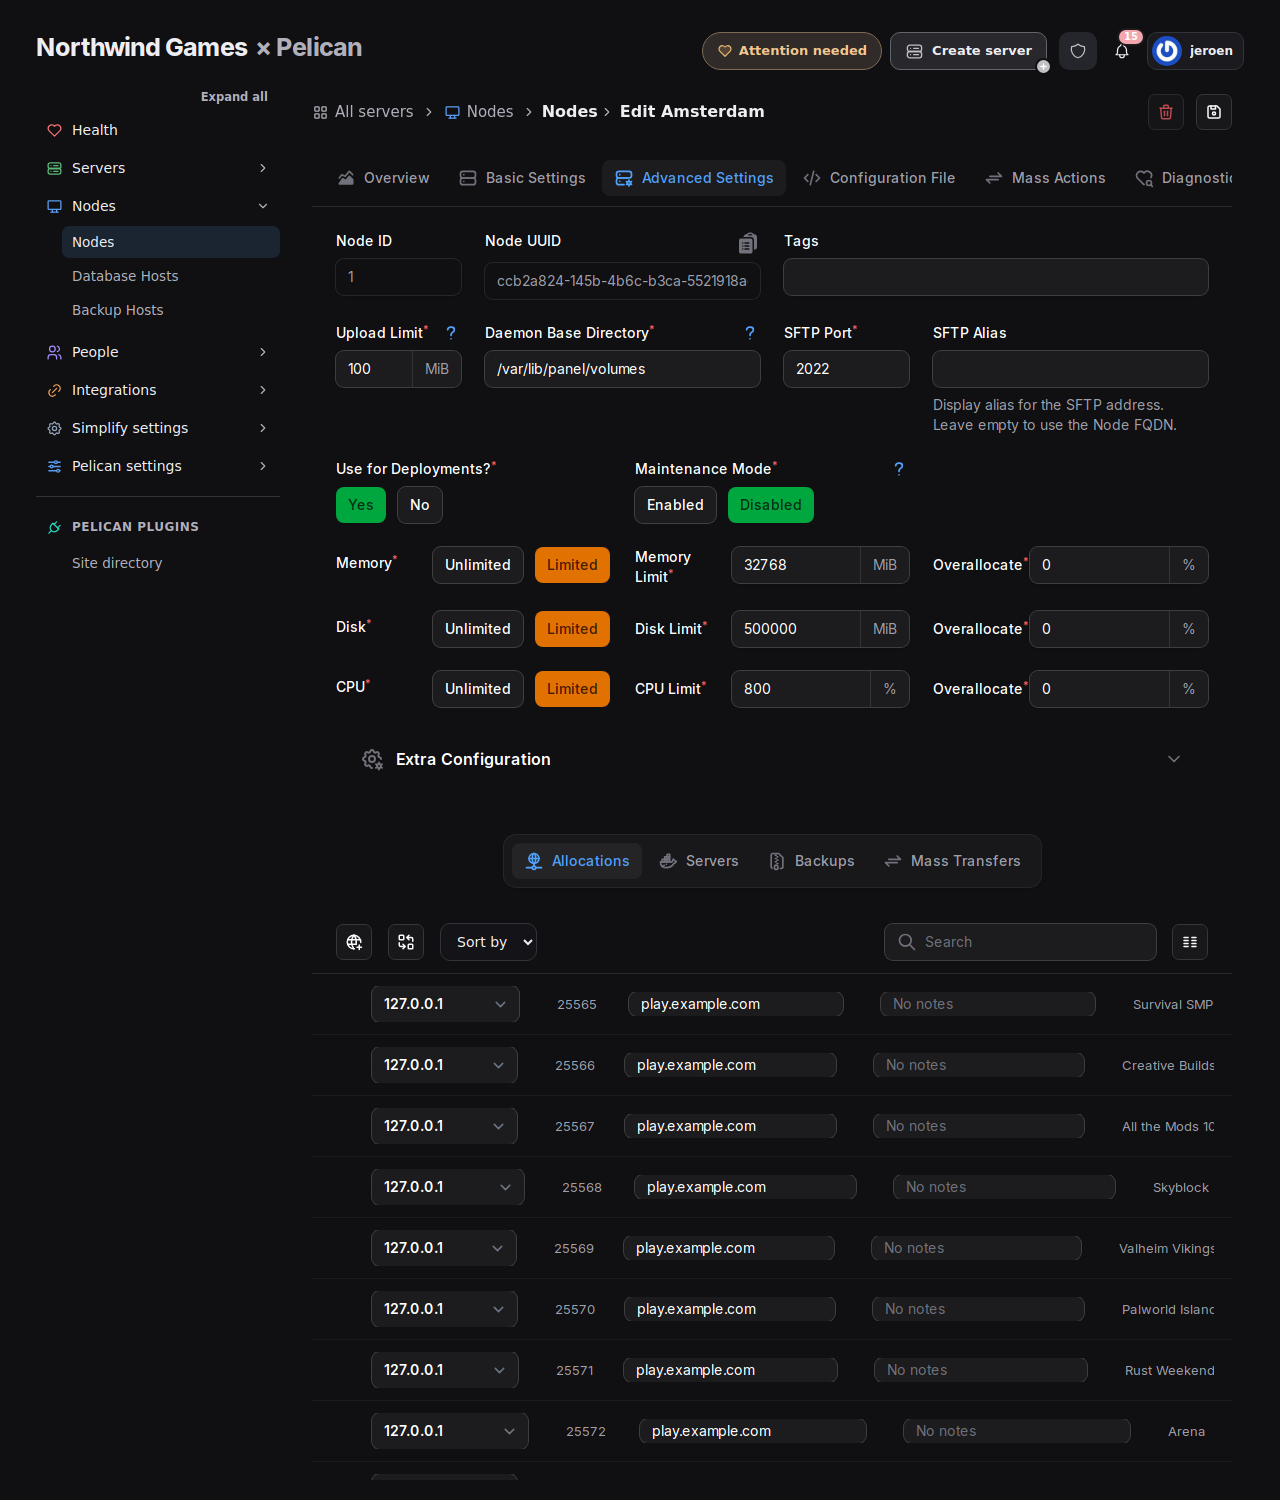 Northwind Games × Pelican
Attention needed
Create server
15
jeroen
Expand all
Health
Servers
Nodes
Nodes
Database Hosts
Backup Hosts
People
Integrations
Simplify settings
Pelican settings
PELICAN PLUGINS
Site directory
All servers > Nodes > Nodes > Edit Amsterdam
Overview Basic Settings Advanced Settings Configuration File Mass Actions Diagnostic
Node ID Node UUID Tags
1 ccb2a824-145b-4b6c-b3ca-5521918a
Upload Limit* ? Daemon Base Directory* ? SFTP Port* SFTP Alias
100 MiB /var/lib/panel/volumes 2022
Display alias for the SFTP address.
Leave empty to use the Node FQDN.
Use for Deployments?* Maintenance Mode* ?
Yes No Enabled Disabled
Memory* Unlimited Limited Memory Limit* 32768 MiB Overallocate* 0 %
Disk* Unlimited Limited Disk Limit* 500000 MiB Overallocate* 0 %
CPU* Unlimited Limited CPU Limit* 800 % Overallocate* 0 %
Extra Configuration
Allocations Servers Backups Mass Transfers
Sort by Search
127.0.0.1 25565 play.example.com No notes Survival SMP
127.0.0.1 25566 play.example.com No notes Creative Builds
127.0.0.1 25567 play.example.com No notes All the Mods 10
127.0.0.1 25568 play.example.com No notes Skyblock
127.0.0.1 25569 play.example.com No notes Valheim Vikings
127.0.0.1 25570 play.example.com No notes Palworld Island
127.0.0.1 25571 play.example.com No notes Rust Weekend
127.0.0.1 25572 play.example.com No notes Arena